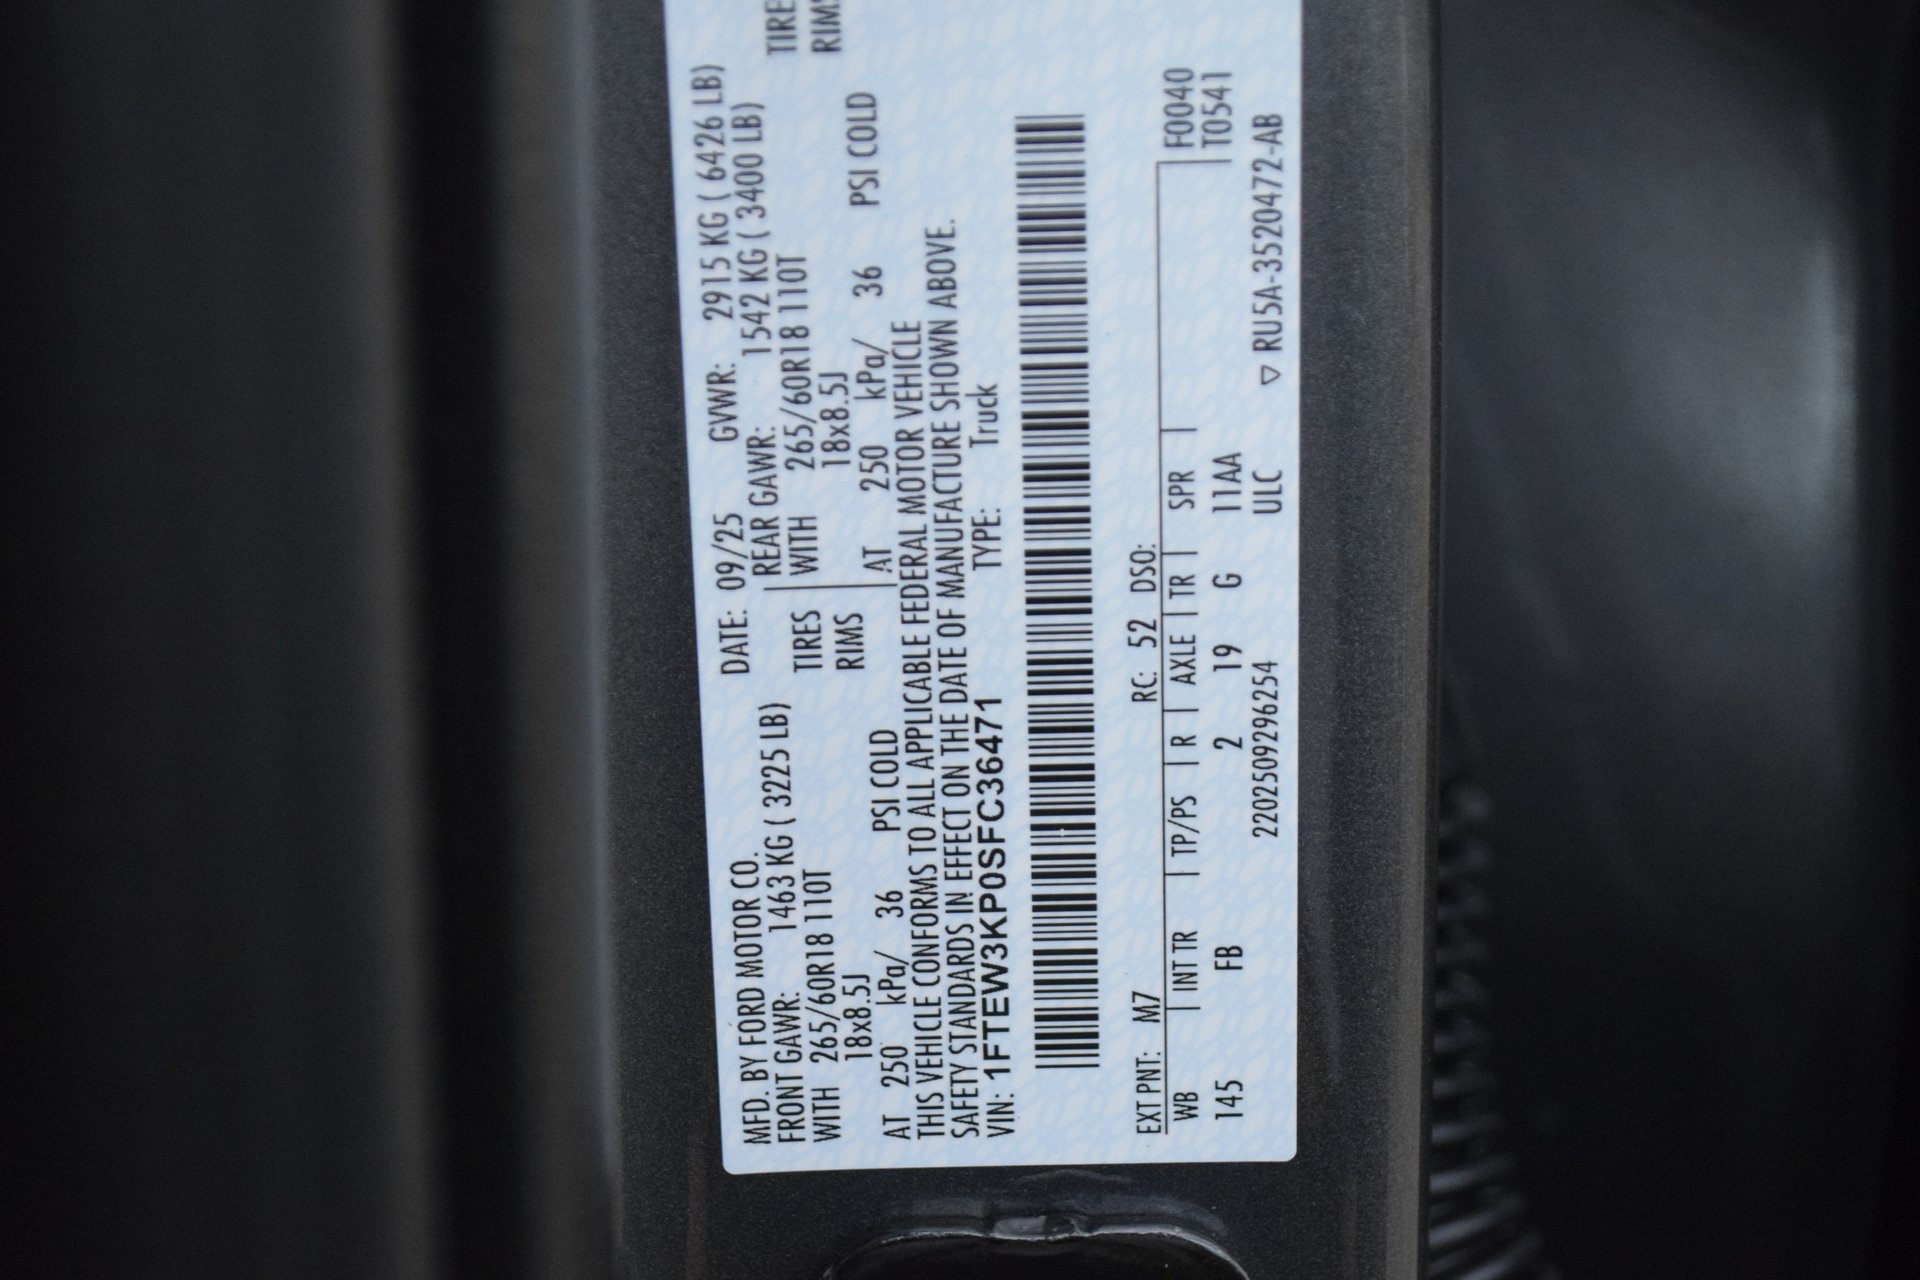 MFD. BY FORD MOTOR CO. DATE: 09/25 GVWR: 2915 KG ( 6426 LB)
FRONT GAWR: 1463 KG ( 3225 LB) REAR GAWR: 1542 KG ( 3400 LB)
WITH 265/60R18 110T TIRES WITH 265/60R18 110T TIRE
18x8.5J RIMS 18x8.5J RIMS
AT 250 kPa/ 36 PSI COLD AT 250 kPa/ 36 PSI COLD
THIS VEHICLE CONFORMS TO ALL APPLICABLE FEDERAL MOTOR VEHICLE
SAFETY STANDARDS IN EFFECT ON THE DATE OF MANUFACTURE SHOWN ABOVE.
VIN: 1FTEW3KP0SFC36471 TYPE: Truck
EXT PNT: M7 RC: 52 DSO:
WB | INT TR | TP/PS | R | AXLE | TR | SPR | F0040
145 FB 2 19 G 11AA T0541
2202509296254 ULC ▽ RU5A-3520472-AB